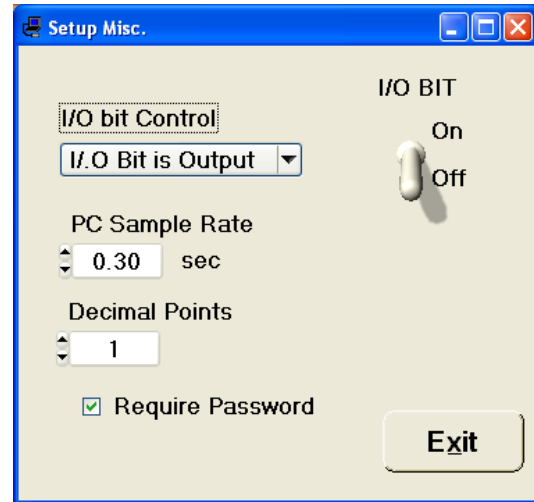 Setup Misc.
I/O BIT
I/O bit Control
On
I/.O Bit is Output
Off
PC Sample Rate
0.30 sec
Decimal Points
1
Require Password
Exit